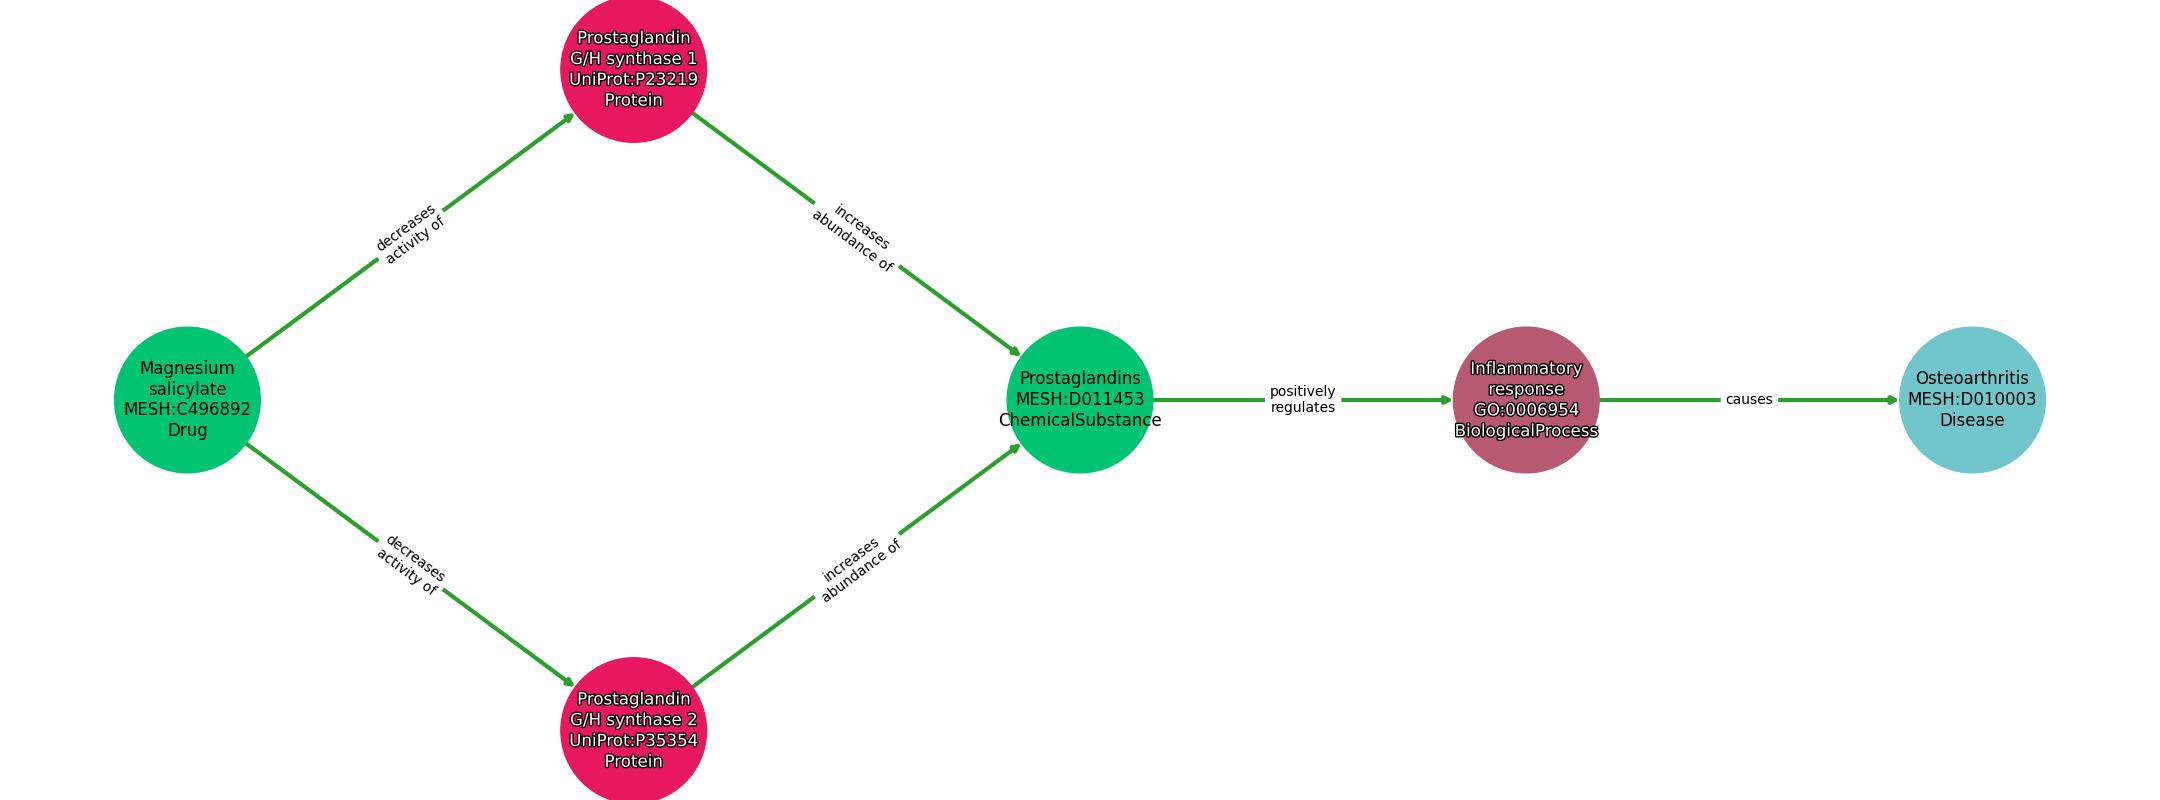 Prostaglandin
G/H synthase 1
UniProt:P23219
Protein
decreases
activity of
increases
abundance of
Magnesium
salicylate
MESH:C496892
Drug
Prostaglandins
MESH:D011453
ChemicalSubstance
positively
regulates
Inflammatory
response
GO:0006954
BiologicalProcess
causes
Osteoarthritis
MESH:D010003
Disease
decreases
activity of
increases
abundance of
Prostaglandin
G/H synthase 2
UniProt:P35354
Protein